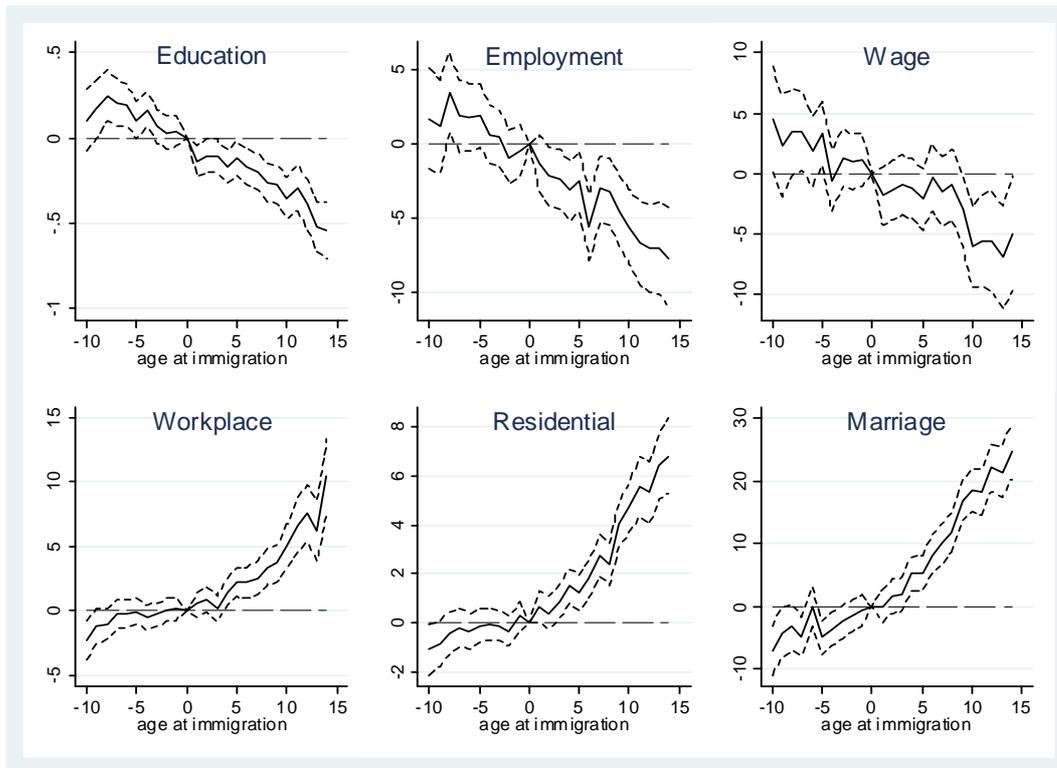 Education
.5
0
-.5
-1
-10 -5 0 5 10 15
age at immigration
Employment
5
0
-5
-10
-10 -5 0 5 10 15
age at immigration
Wage
10
5
0
-5
-10
-10 -5 0 5 10 15
age at immigration
Workplace
15
10
5
0
-5
-10 -5 0 5 10 15
age at immigration
Residential
8
6
4
2
0
-2
-10 -5 0 5 10 15
age at immigration
Marriage
30
20
10
0
-10
-10 -5 0 5 10 15
age at immigration